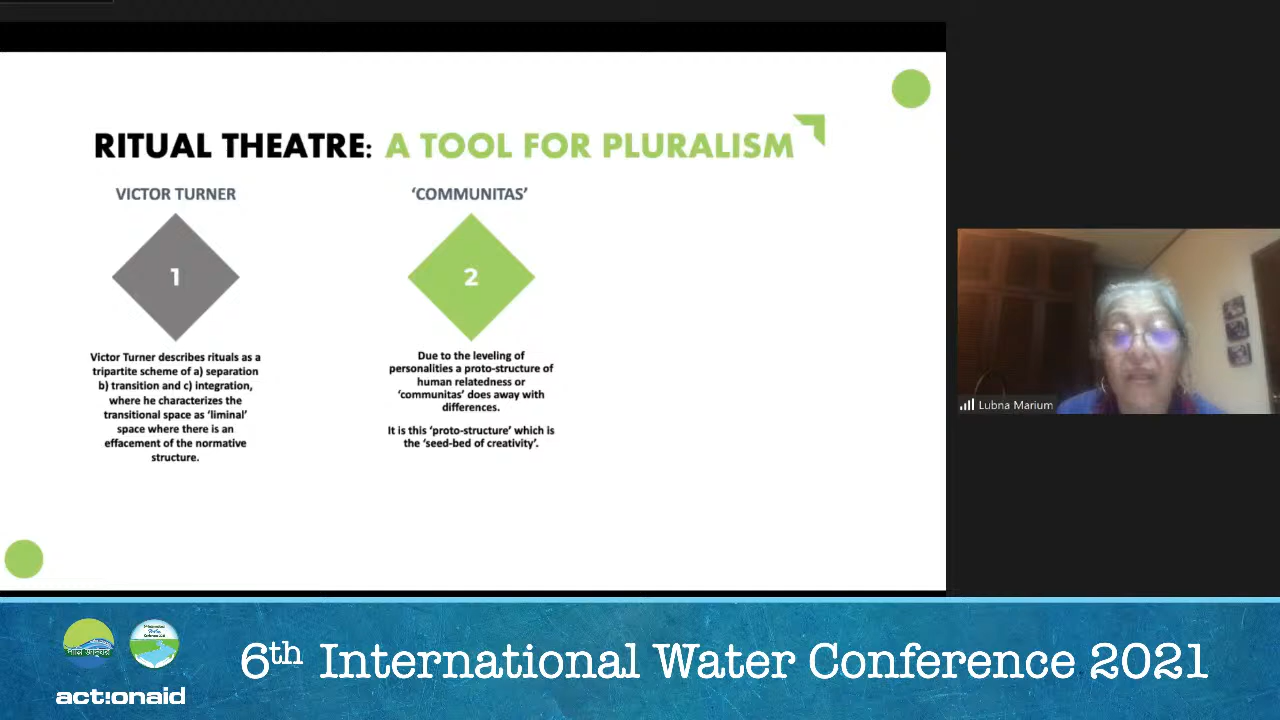 RITUAL THEATRE: A TOOL FOR PLURALISM
VICTOR TURNER
1
Victor Turner describes rituals as a
tripartite scheme of a) separation
b) transition and c) integration,
where he characterizes the
transitional space as ‘liminal’
space where there is an
effacement of the normative
structure.
‘COMMUNITAS’
2
Due to the leveling of
personalities a proto-structure of
human relatedness or
‘communitas’ does away with
differences.
It is this ‘proto-structure’ which is
the ‘seed-bed of creativity’.
Lubna Marium
act:onaid
6th International Water Conference 2021